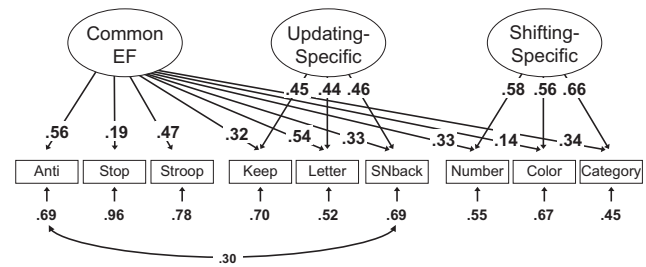 Common Updating- Shifting-
EF Specific Specific
.45 .44 .46 .58 .56 .66
.56 .19 .47 .32 .54 .33 .33 .14 .34
Anti Stop Stroop Keep Letter SNback Number Color Category
.69 .96 .78 .70 .52 .69 .55 .67 .45
.30